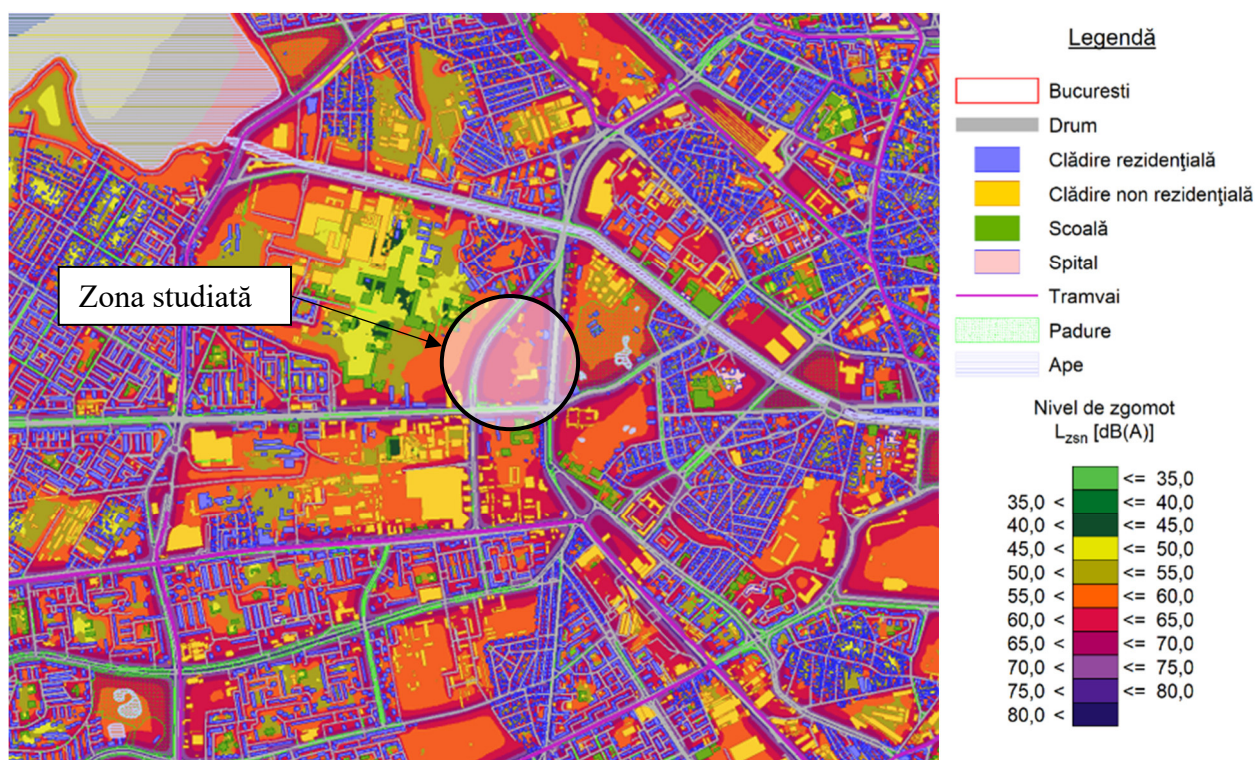 Zona studiată
Legendă
Bucuresti
Drum
Clădire rezidenţială
Clădire non rezidenţială
Scoală
Spital
Tramvai
Padure
Ape
Nivel de zgomot
Lzsn [dB(A)]
<= 35,0
35,0 < <= 40,0
40,0 < <= 45,0
45,0 < <= 50,0
50,0 < <= 55,0
55,0 < <= 60,0
60,0 < <= 65,0
65,0 < <= 70,0
70,0 < <= 75,0
75,0 < <= 80,0
80,0 <